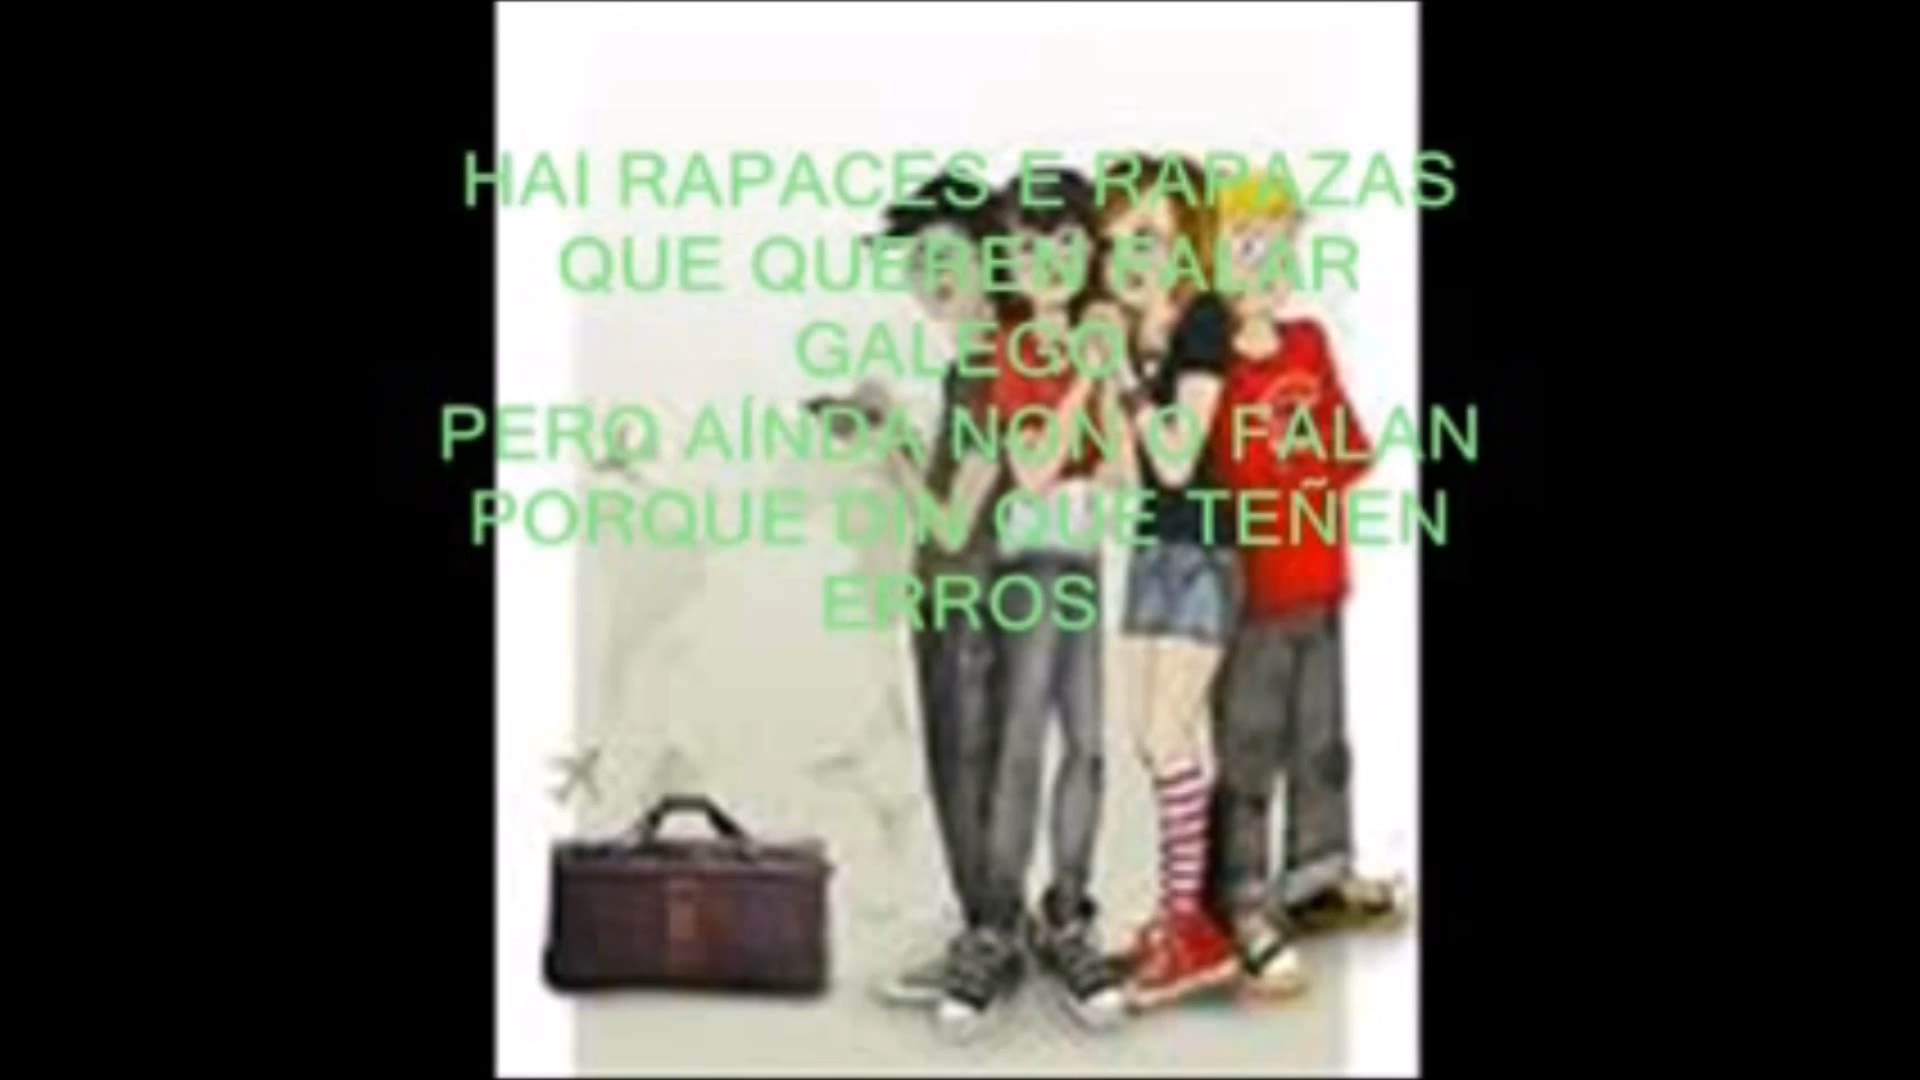 HAI RAPACES E RAPAZAS
QUE QUEREN FALAR
GALEGO
PERO AÍNDA NON O FALAN
PORQUE DIN QUE TEÑEN
ERROS